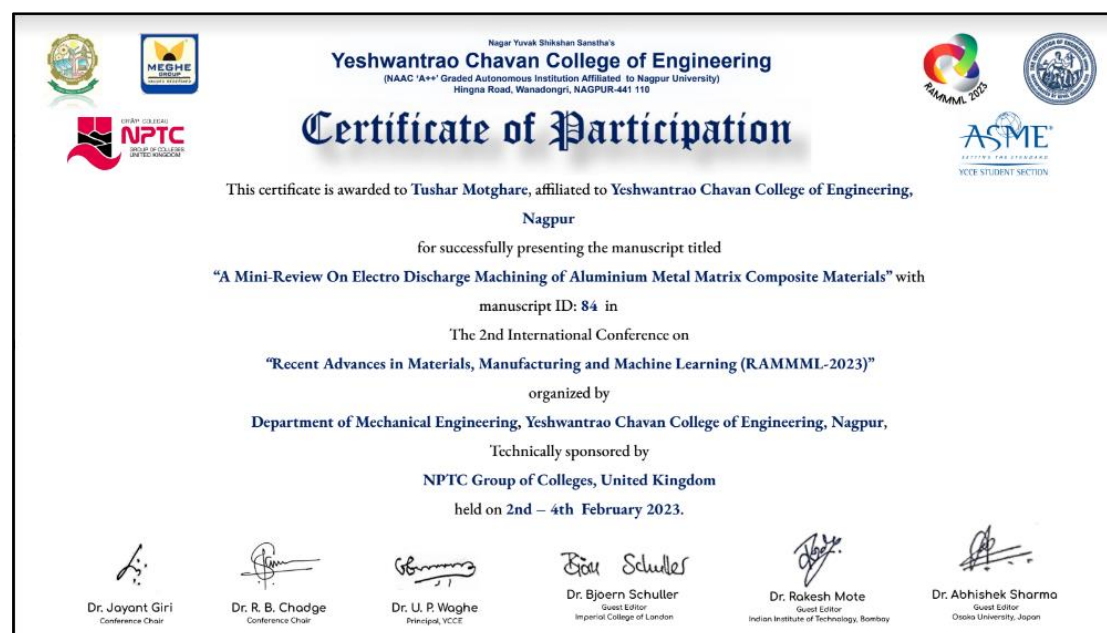 Nagar Yuvak Shikshan Sanstha's
Yeshwantrao Chavan College of Engineering
(NAAC 'A++' Graded Autonomous Institution Affiliated to Nagpur University)
Hingna Road, Wanadongri, NAGPUR-441 110
MEGHE
GROUP
RAMMML 2023
NPTC
GROUP OF COLLEGES
UNITED KINGDOM
Certificate of Participation
ASME®
SETTING THE STANDARD
YCCE STUDENT SECTION
This certificate is awarded to Tushar Motghare, affiliated to Yeshwantrao Chavan College of Engineering,
Nagpur
for successfully presenting the manuscript titled
“A Mini-Review On Electro Discharge Machining of Aluminium Metal Matrix Composite Materials” with
manuscript ID: 84 in
The 2nd International Conference on
“Recent Advances in Materials, Manufacturing and Machine Learning (RAMMML-2023)”
organized by
Department of Mechanical Engineering, Yeshwantrao Chavan College of Engineering, Nagpur,
Technically sponsored by
NPTC Group of Colleges, United Kingdom
held on 2nd – 4th February 2023.
Bjoern Schuller
Dr. Jayant Giri
Conference Chair
Dr. R. B. Chadge
Conference Chair
Dr. U. P. Waghe
Principal, YCCE
Dr. Bjoern Schuller
Guest Editor
Imperial College of London
Dr. Rakesh Mote
Guest Editor
Indian Institute of Technology, Bombay
Dr. Abhishek Sharma
Guest Editor
Osaka University, Japan